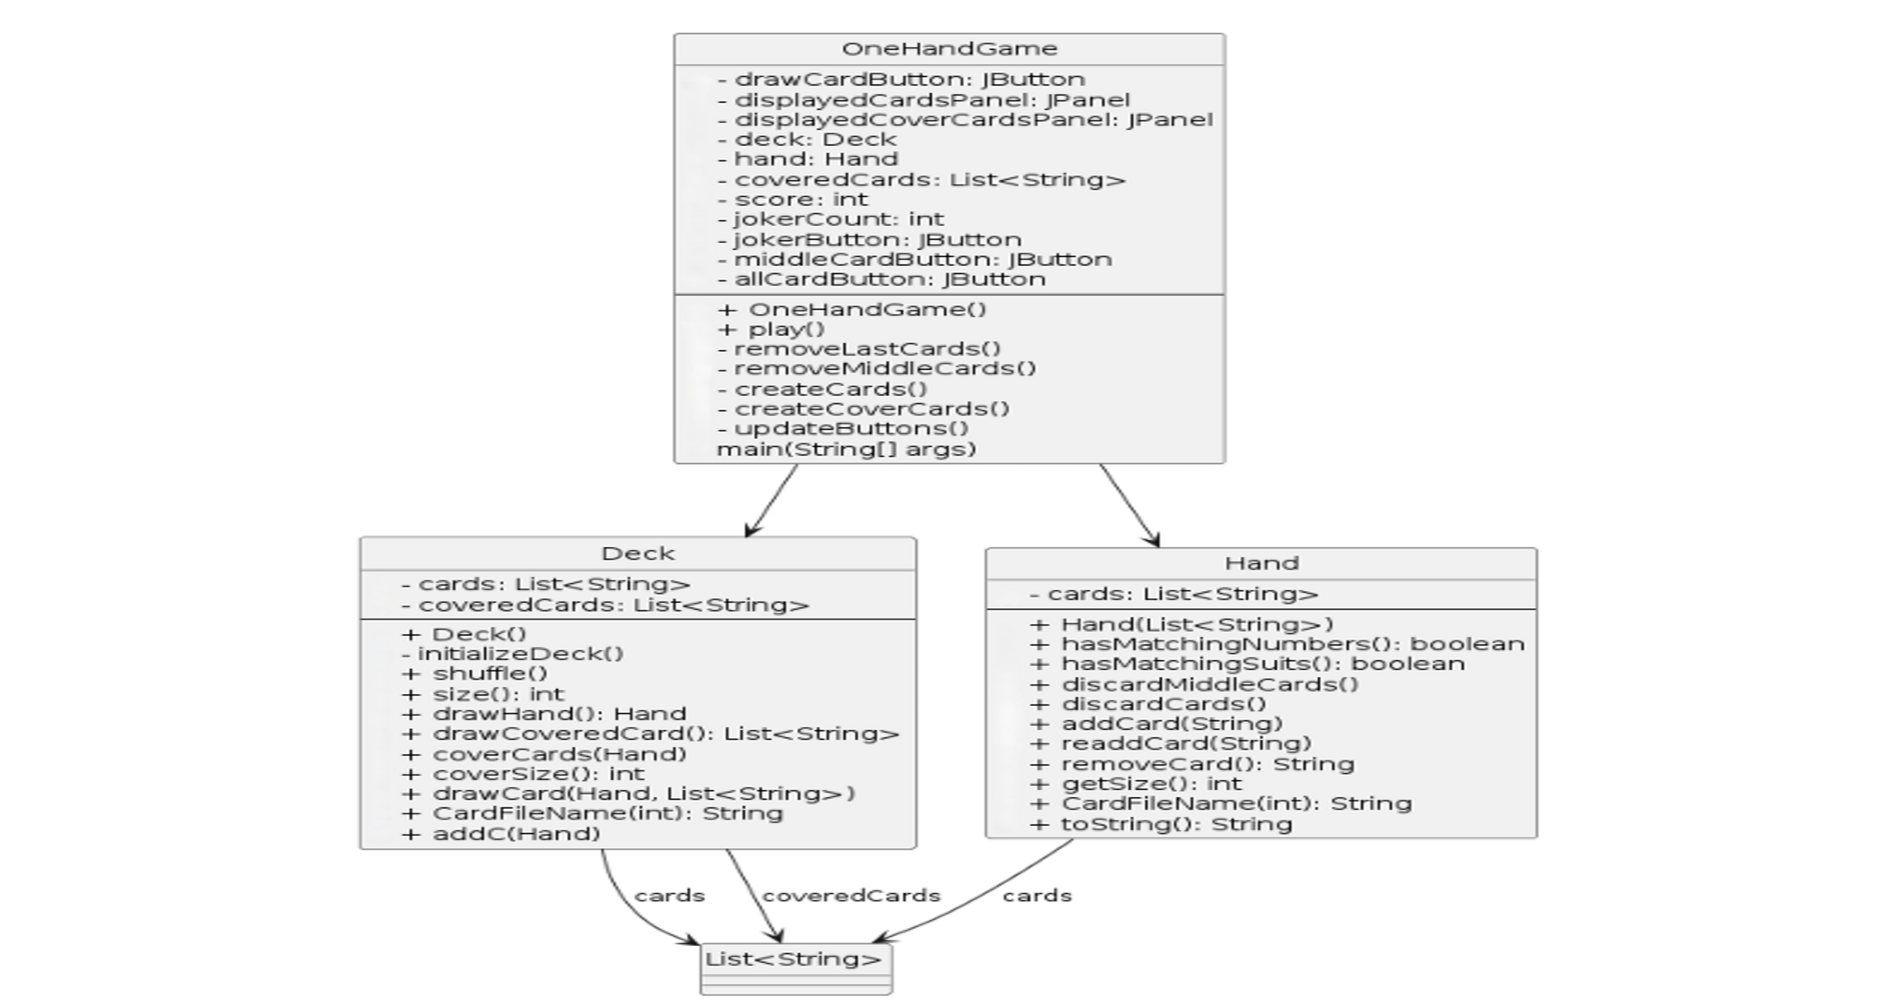 OneHandGame
- drawCardButton: JButton
- displayedCardsPanel: JPanel
- displayedCoverCardsPanel: JPanel
- deck: Deck
- hand: Hand
- coveredCards: List<String>
- score: int
- jokerCount: int
- jokerButton: JButton
- middleCardButton: JButton
- allCardButton: JButton
+ OneHandGame()
+ play()
- removeLastCards()
- removeMiddleCards()
- createCards()
- createCoverCards()
- updateButtons()
main(String[] args)
Deck
- cards: List<String>
- coveredCards: List<String>
+ Deck()
- initializeDeck()
+ shuffle()
+ size(): int
+ drawHand(): Hand
+ drawCoveredCard(): List<String>
+ coverCards(Hand)
+ coverSize(): int
+ drawCard(Hand, List<String>)
+ CardFileName(int): String
+ addC(Hand)
Hand
- cards: List<String>
+ Hand(List<String>)
+ hasMatchingNumbers(): boolean
+ hasMatchingSuits(): boolean
+ discardMiddleCards()
+ discardCards()
+ addCard(String)
+ readdCard(String)
+ removeCard(): String
+ getSize(): int
+ CardFileName(int): String
+ toString(): String
cards
coveredCards
cards
List<String>